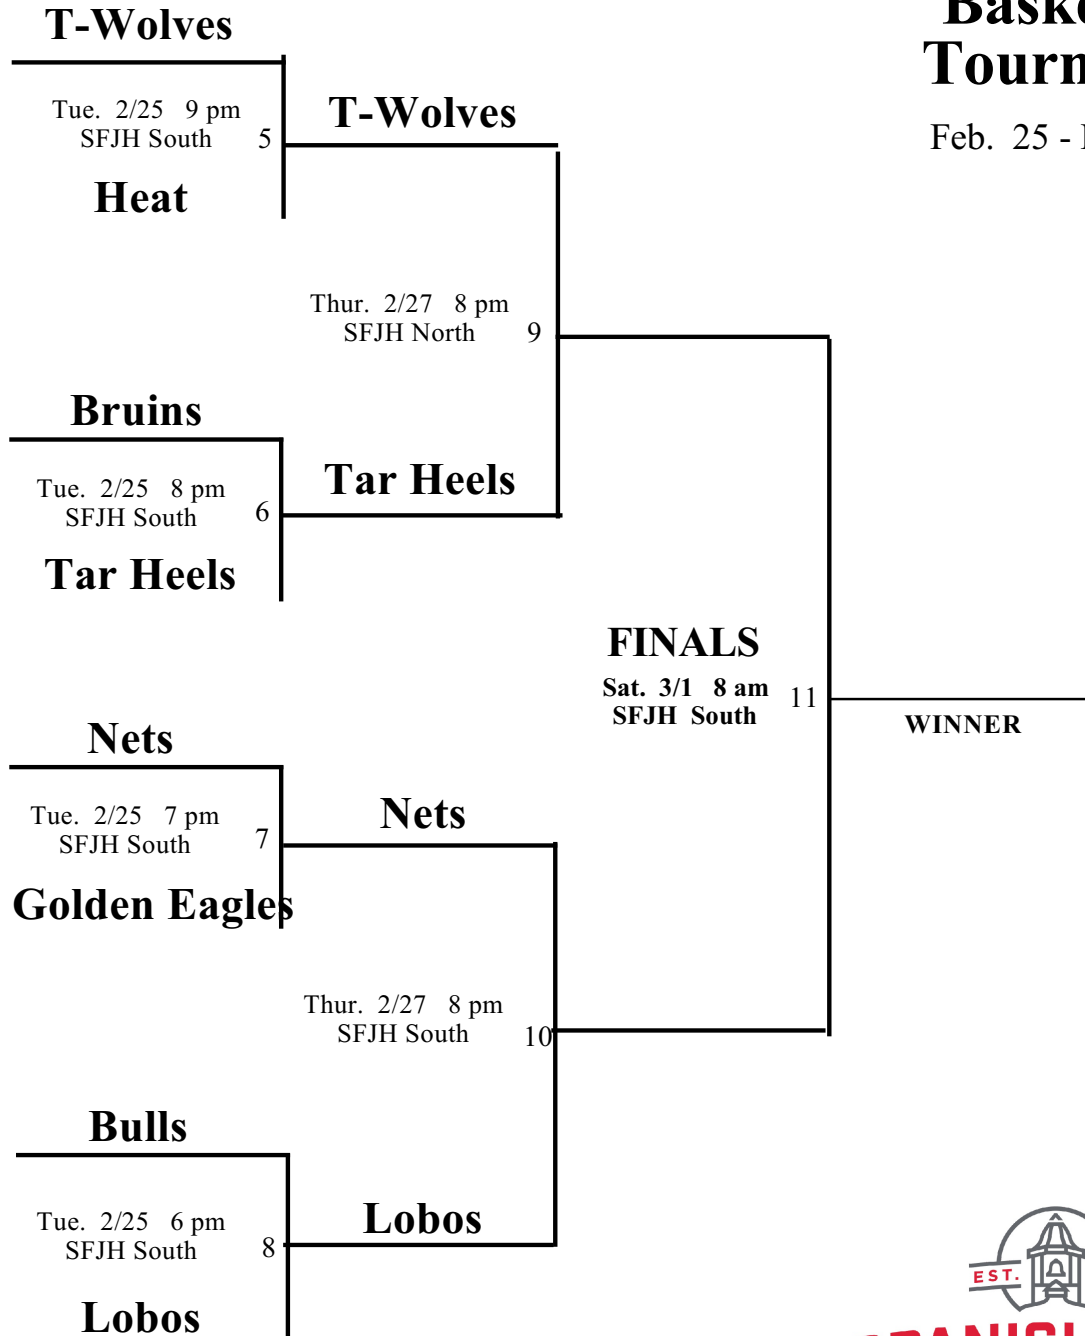 T-Wolves
Tue. 2/25 9 pm
SFJH South 5
Heat
T-Wolves
Thur. 2/27 8 pm
SFJH North 9
Bruins
Tue. 2/25 8 pm
SFJH South 6
Tar Heels
Tar Heels
Nets
Tue. 2/25 7 pm
SFJH South 7
Golden Eagles
Nets
Thur. 2/27 8 pm
SFJH South 10
Bulls
Tue. 2/25 6 pm
SFJH South 8
Lobos
Lobos
FINALS
Sat. 3/1 8 am
SFJH South 11
WINNER
Feb. 25 -
EST.